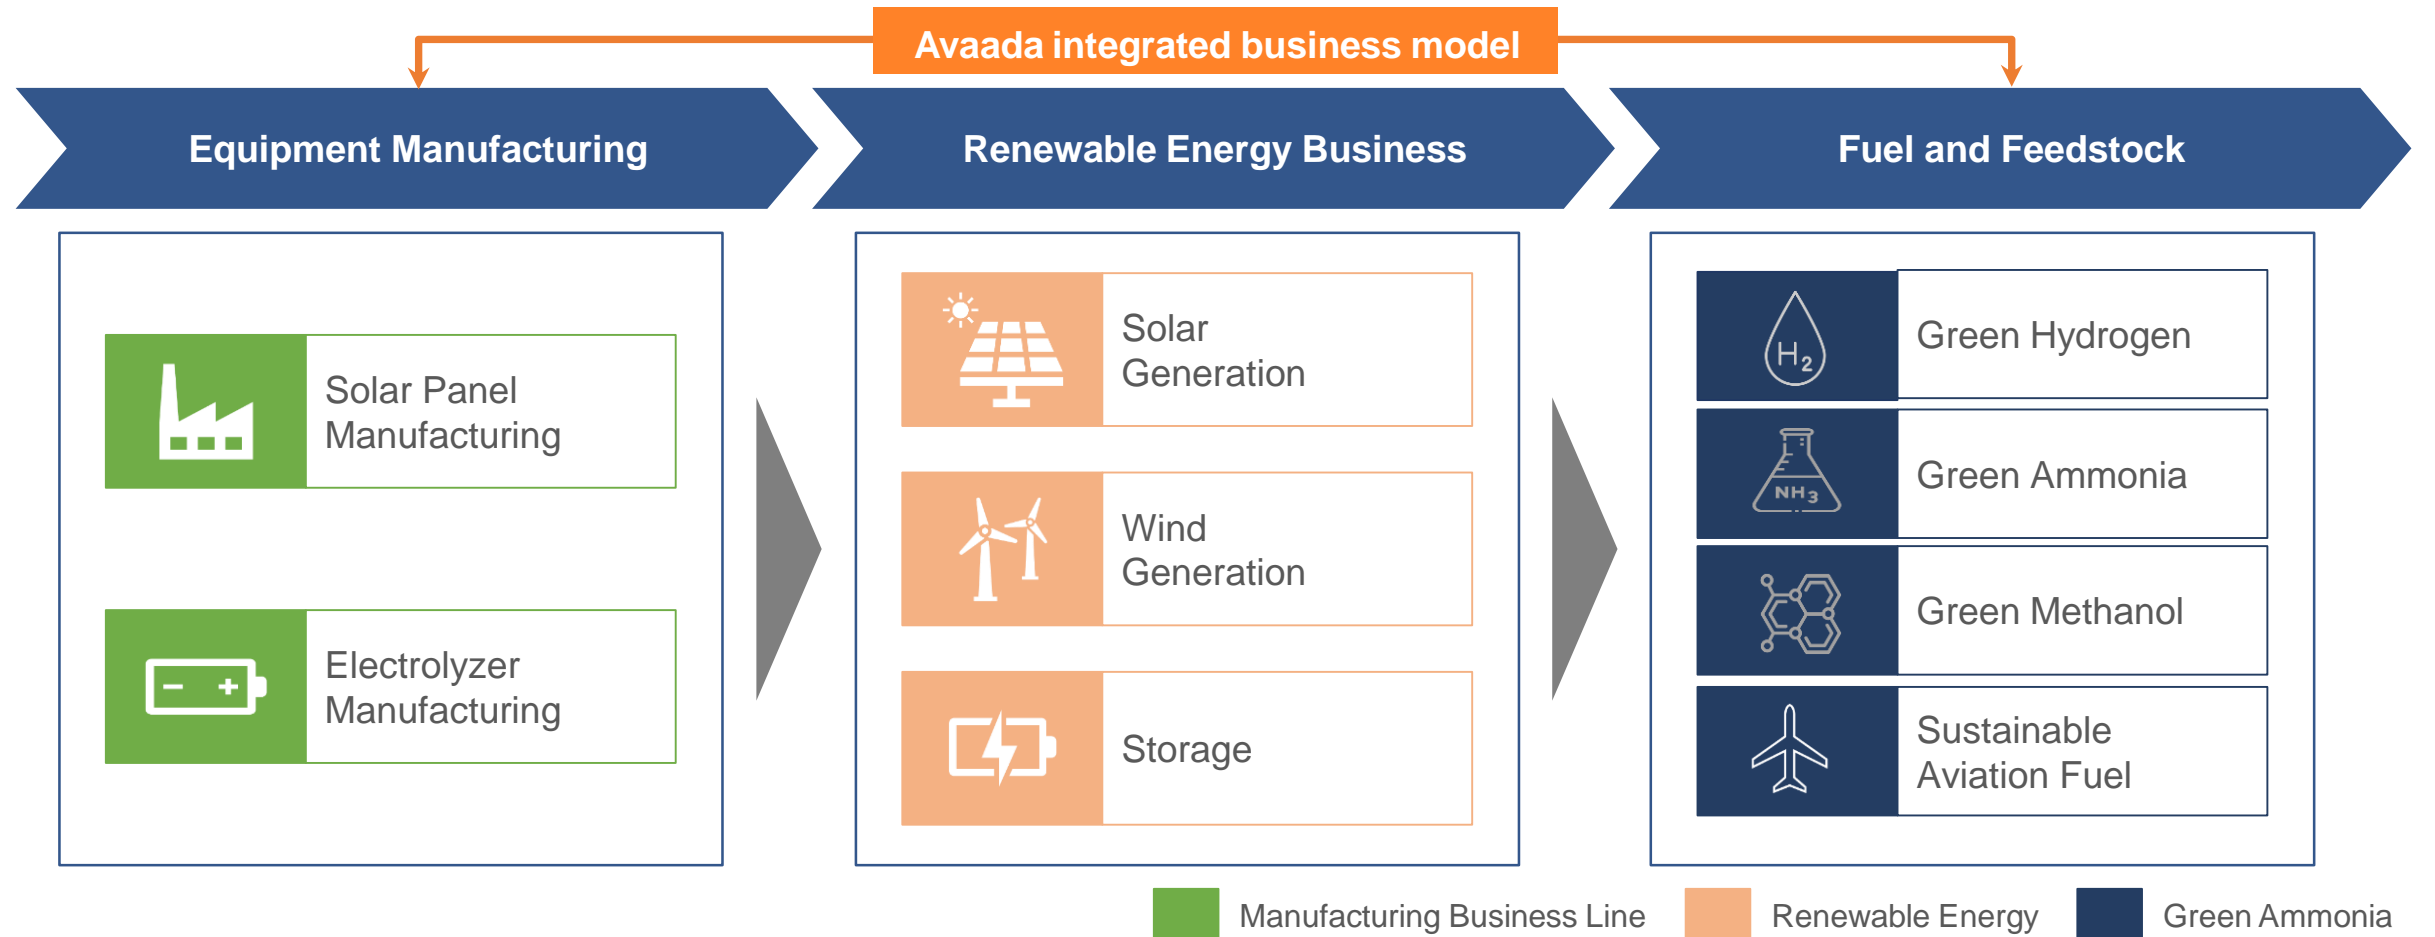 Avaada integrated business model
Equipment Manufacturing
Renewable Energy Business
Fuel and Feedstock
Solar Panel
Manufacturing
Electrolyzer
Manufacturing
Solar
Generation
Wind
Generation
Storage
H2
Green Hydrogen
NH3
Green Ammonia
Green Methanol
Sustainable
Aviation Fuel
Manufacturing Business Line
Renewable Energy
Green Ammonia